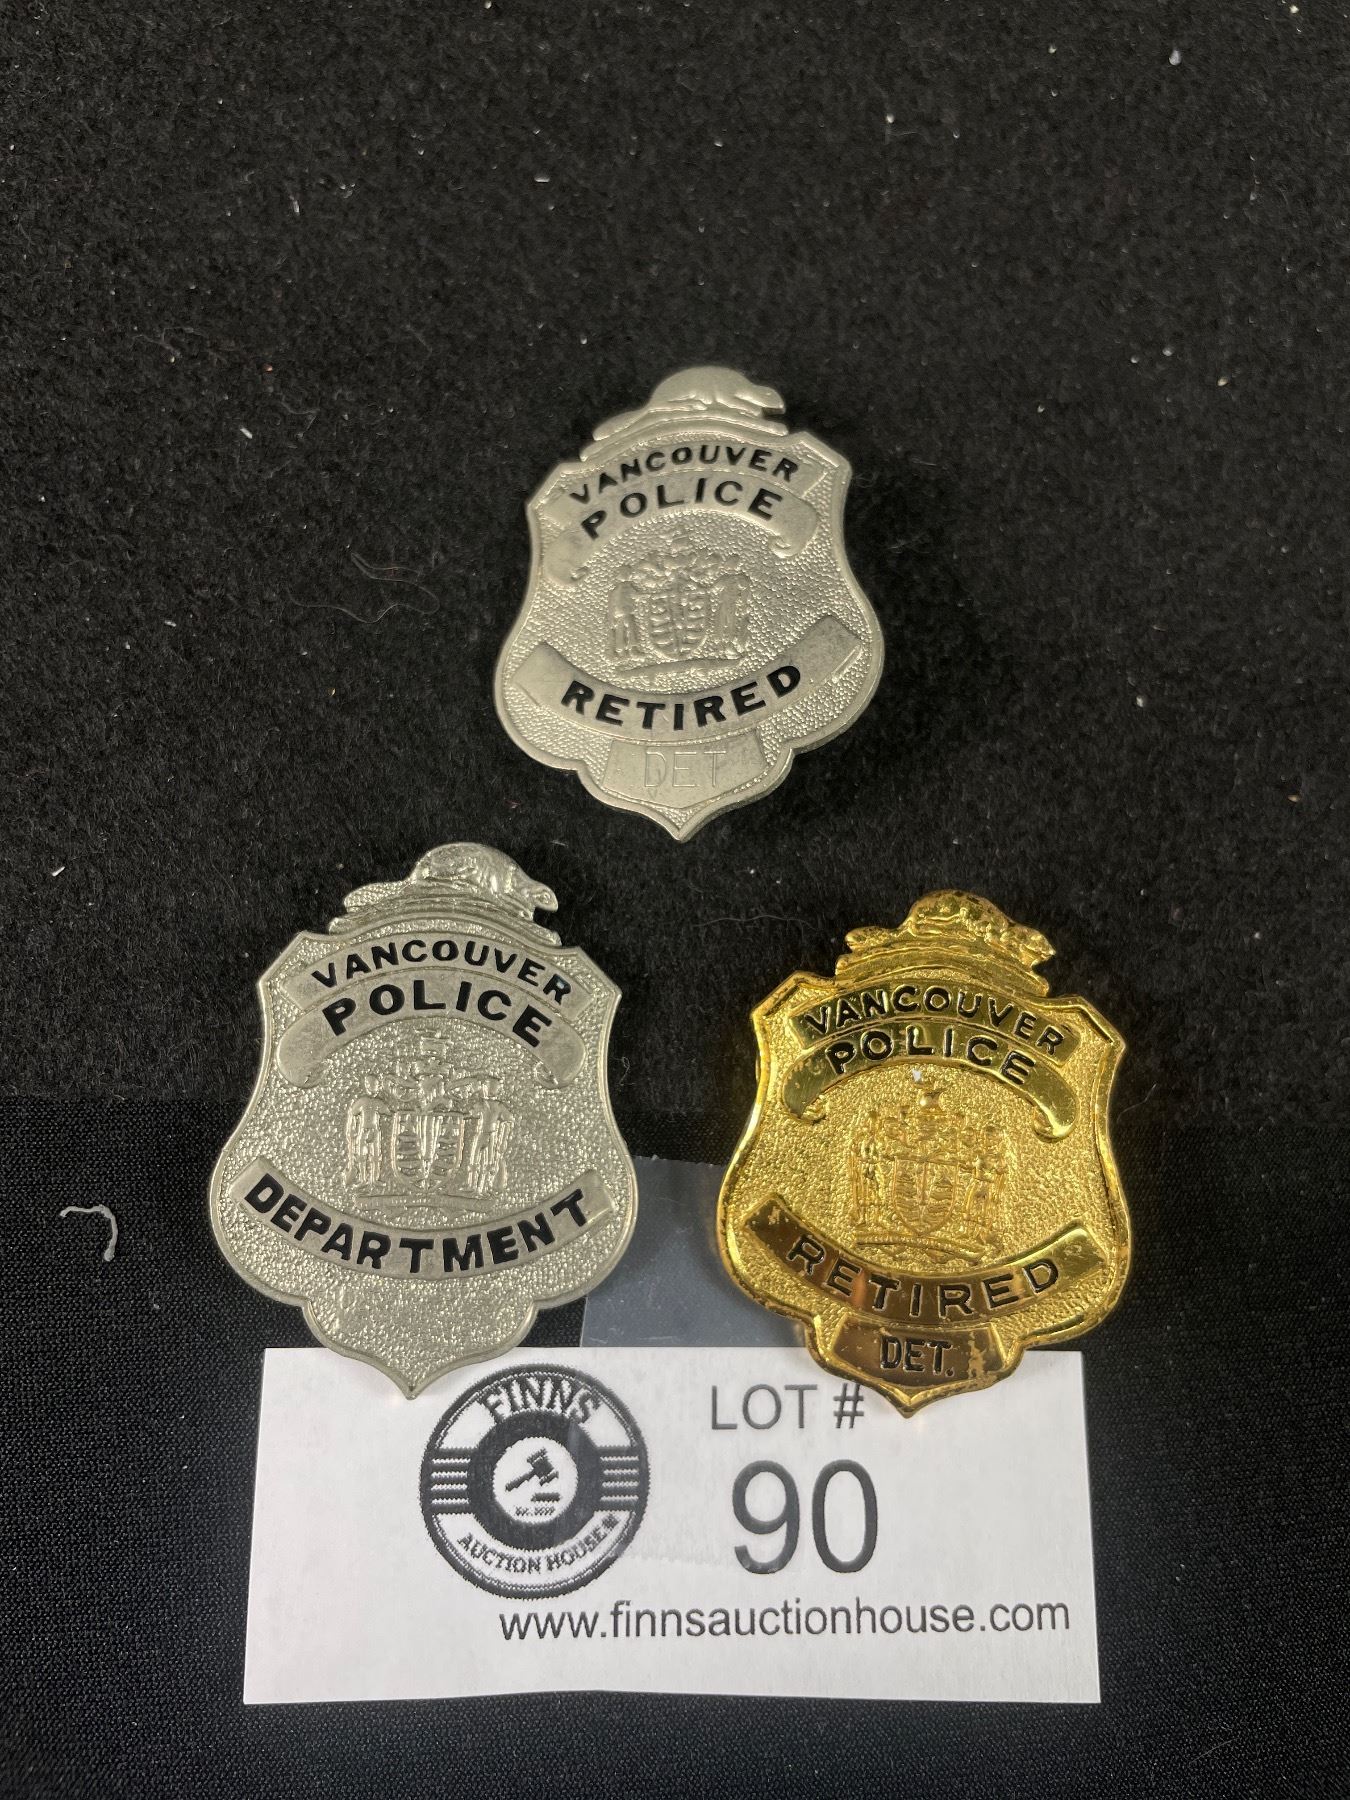 VANCOUVER
POLICE
RETIRED
DET
VANCOUVER
POLICE
DEPARTMENT
VANCOUVER
POLICE
RETIRED
DET.
FINNS
AUCTION HOUSE
LOT #
90
www.finnsauctionhouse.com